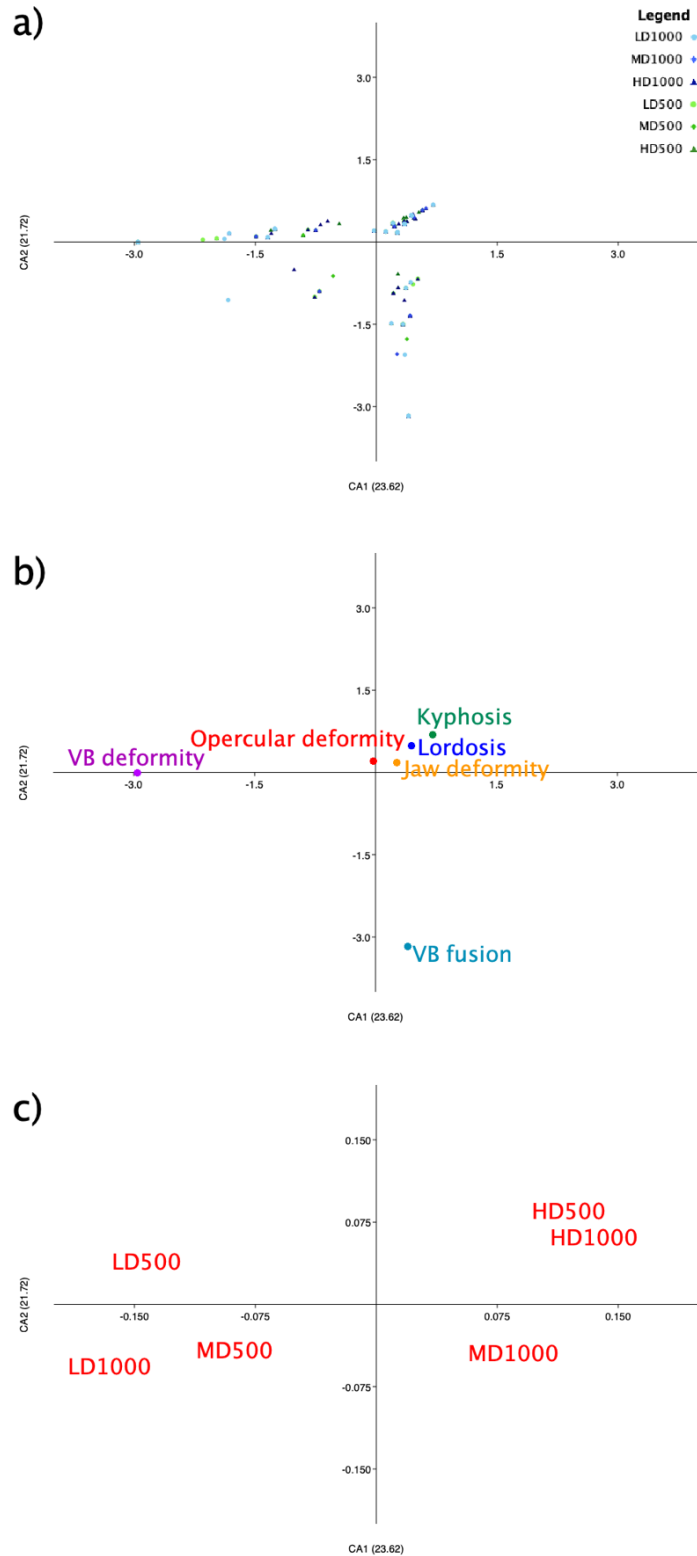 a)
Legend
LD1000
MD1000
HD1000
LD500
MD500
HD500
3.0
1.5
-3.0
-1.5
1.5
3.0
-1.5
-3.0
CA2 (21.72)
CA1 (23.62)
b)
3.0
1.5
Kyphosis
Opercular deformity
Lordosis
VB deformity
Jaw deformity
-3.0
-1.5
1.5
3.0
-1.5
-3.0
VB fusion
CA2 (21.72)
CA1 (23.62)
c)
0.150
0.075
HD500
HD1000
LD500
-0.150
-0.075
0.075
0.150
MD500
MD1000
LD1000
-0.075
-0.150
CA2 (21.72)
CA1 (23.62)